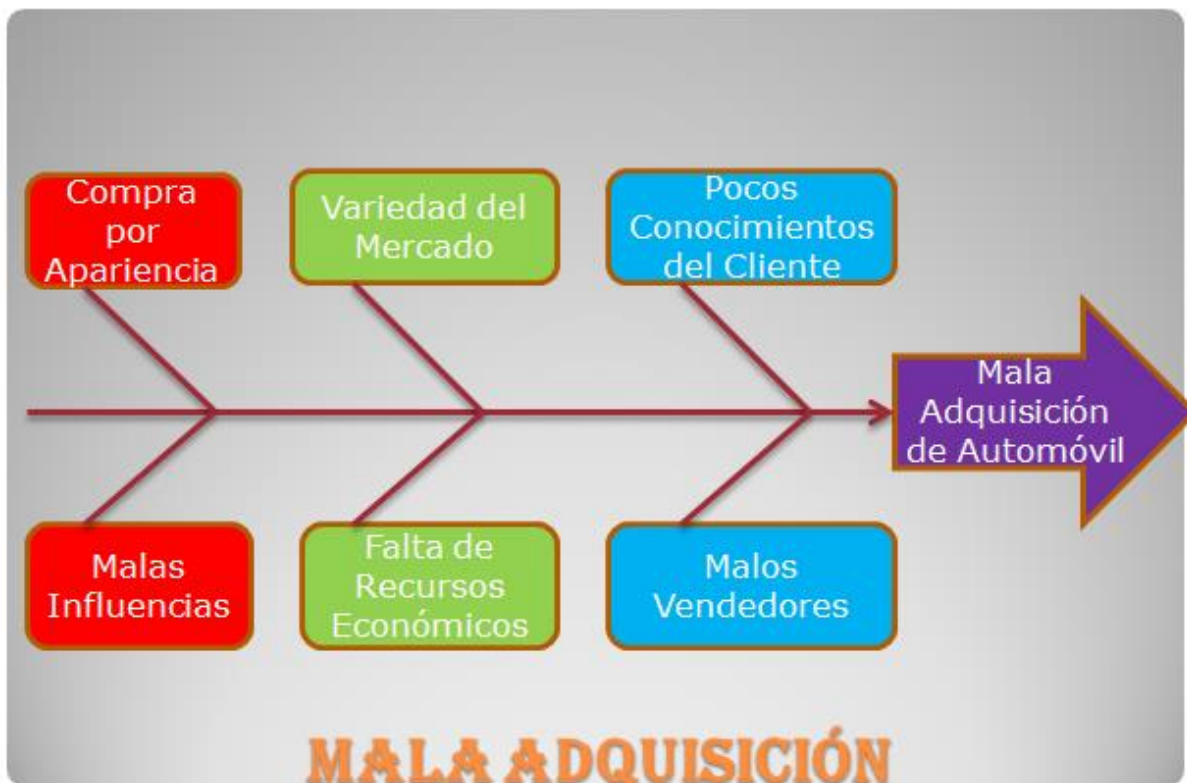 Compra
por
Apariencia
Variedad del
Mercado
Pocos
Conocimientos
del Cliente
Mala
Adquisición
de Automóvil
Malas
Influencias
Falta de
Recursos
Económicos
Malos
Vendedores
MALA ADQUISICIÓN